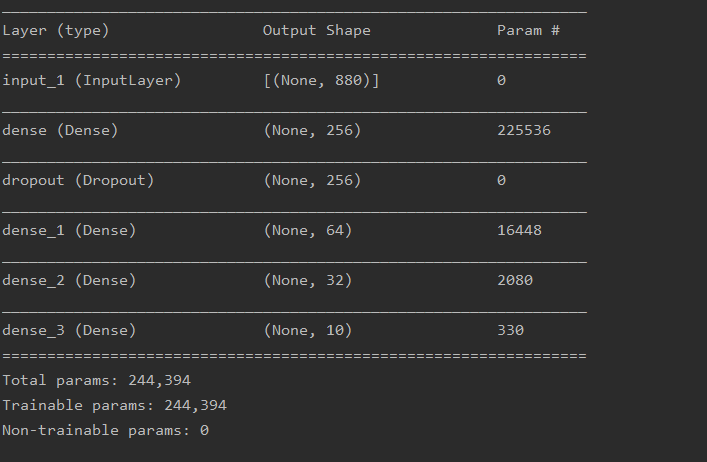 Layer (type) Output Shape Param #
=================================================================
input_1 (InputLayer) [(None, 880)] 0
_________________________________________________________________
dense (Dense) (None, 256) 225536
_________________________________________________________________
dropout (Dropout) (None, 256) 0
_________________________________________________________________
dense_1 (Dense) (None, 64) 16448
_________________________________________________________________
dense_2 (Dense) (None, 32) 2080
_________________________________________________________________
dense_3 (Dense) (None, 10) 330
=================================================================
Total params: 244,394
Trainable params: 244,394
Non-trainable params: 0